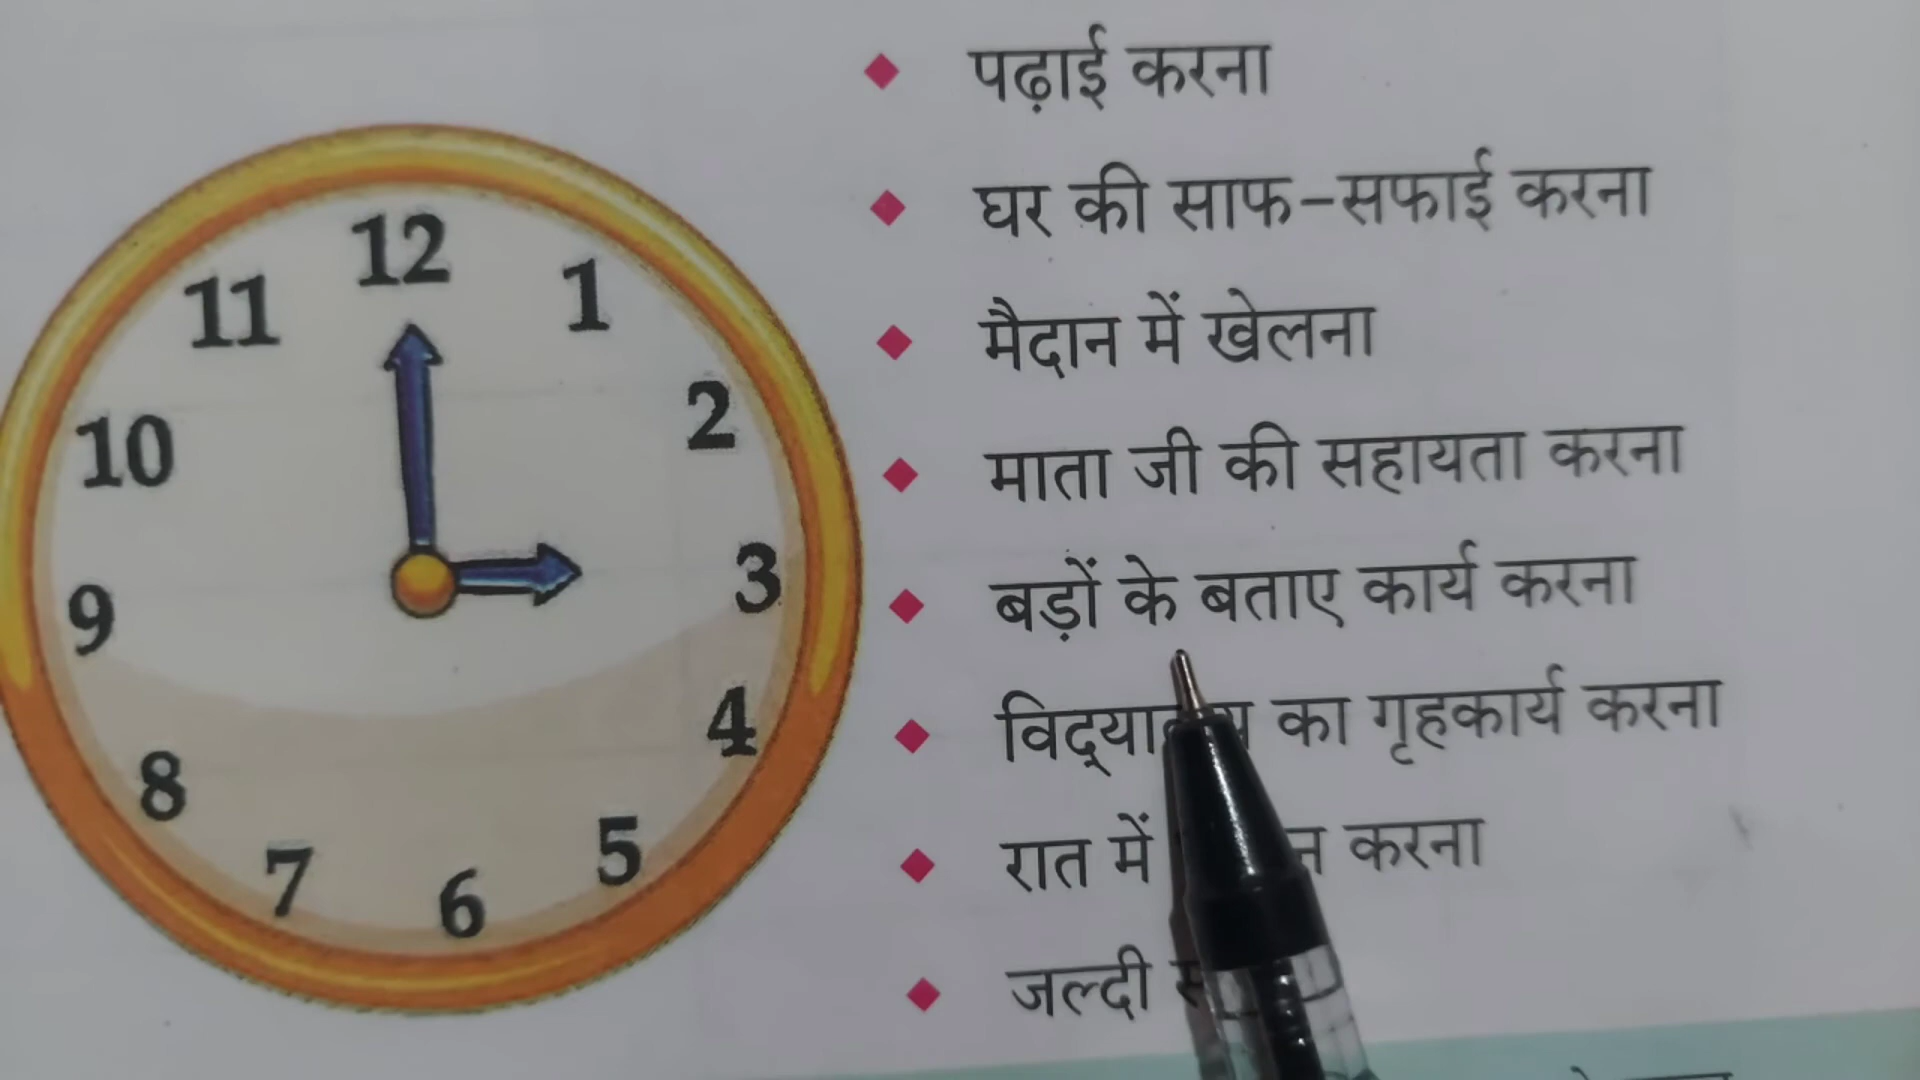 12
11
1
10
2
9
3
8
4
7
5
6
पढ़ाई करना
घर की साफ-सफाई करना
मैदान में खेलना
माता जी की सहायता करना
बड़ों के बताए कार्य करना
का गृहकार्य करना
रात में करना
जल्दी